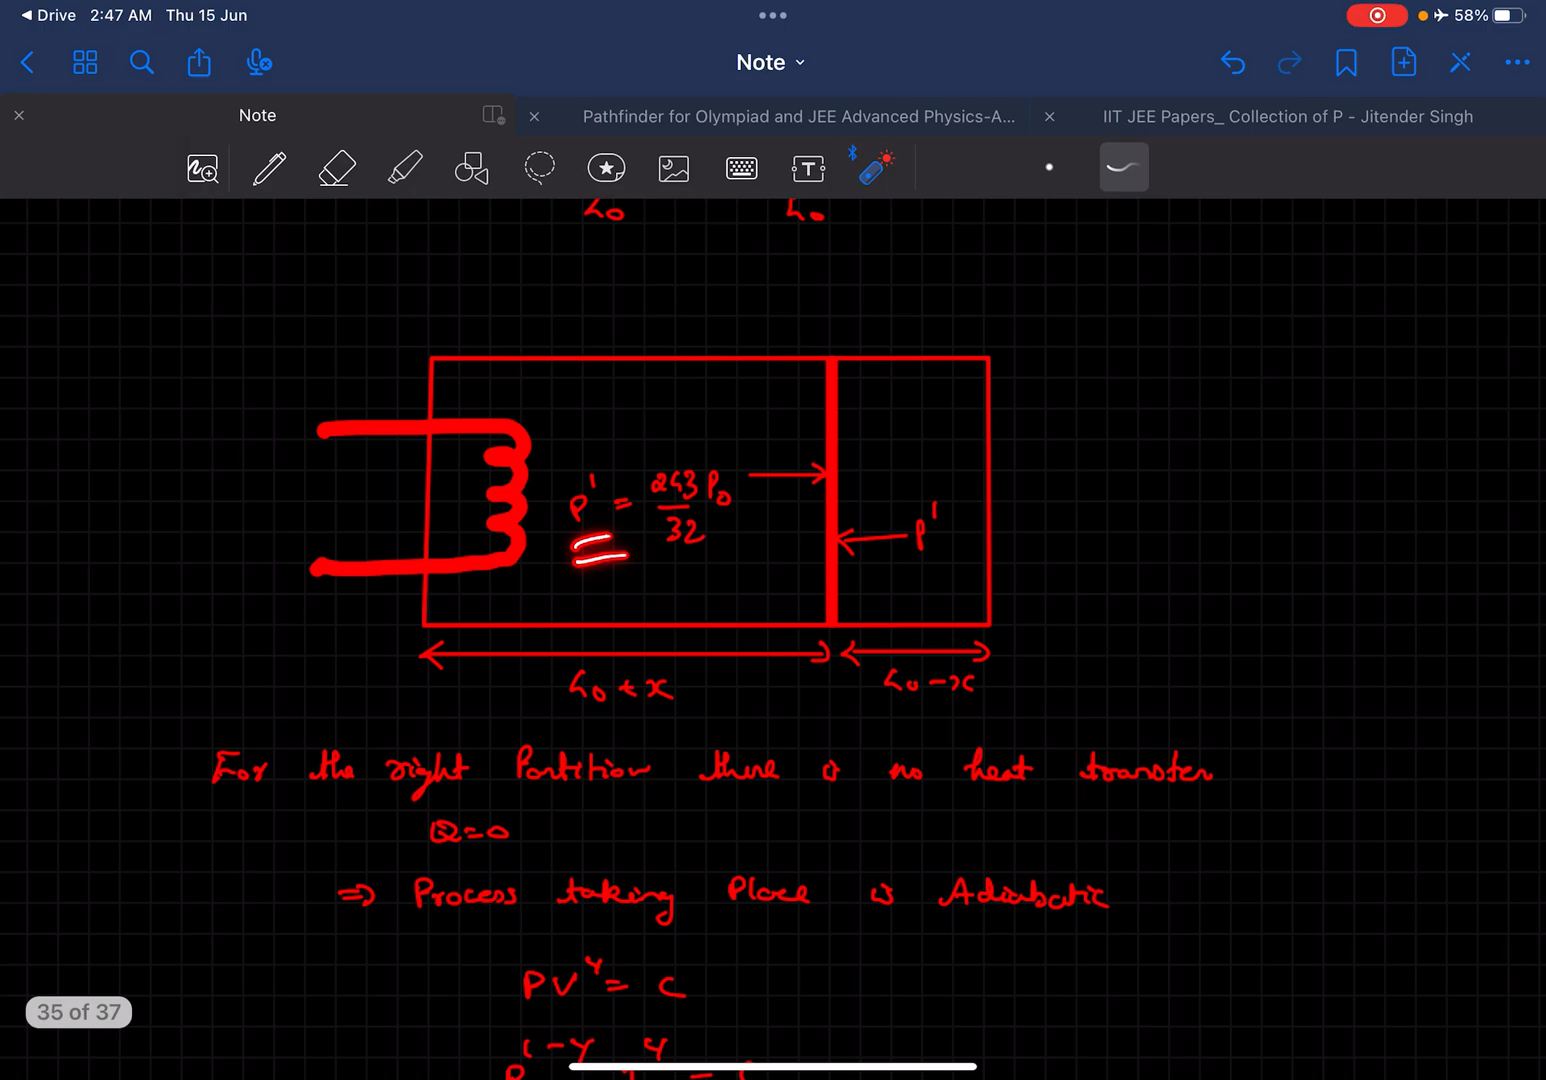 Drive 2:47 AM Thu 15 Jun 58%
Note
Note Pathfinder for Olympiad and JEE Advanced Physics-A... IIT JEE Papers_ Collection of P - Jitender Singh
L₀ L₀
P' = 243 P₀
32
P'
L₀ + x L₀ - x
For the right Partition there is no heat transfer
Q = 0
⇒ Process taking Place is Adiabatic
PV^γ = C
35 of 37